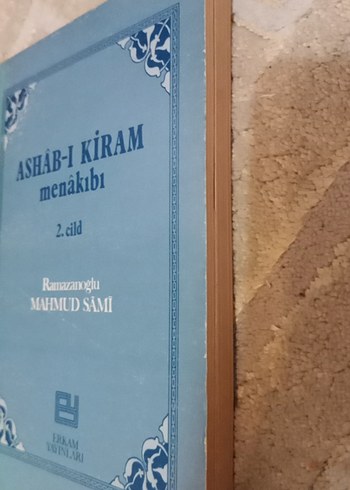 ASHÂB-I KİRAM
menâkıbı
2. cild
Ramazanoğlu
MAHMUD SÂMİ
ERKAM
YAYINLARI